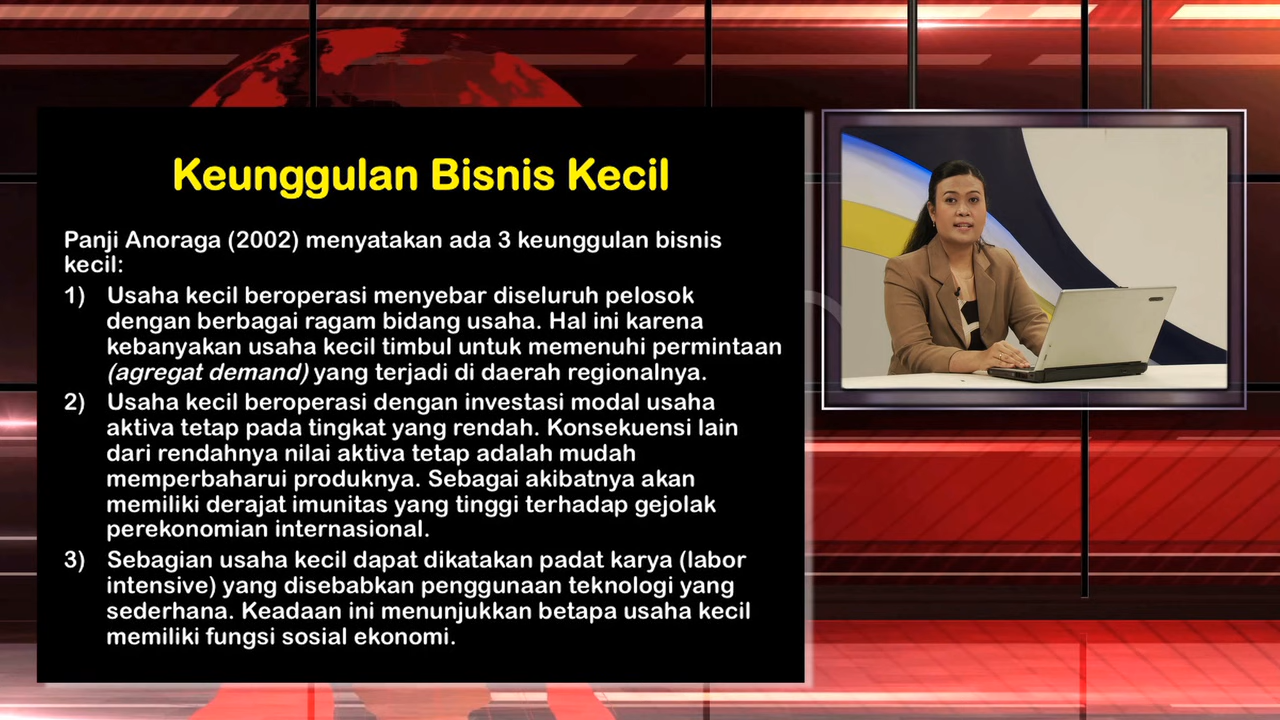 Keunggulan Bisnis Kecil
Panji Anoraga (2002) menyatakan ada 3 keunggulan bisnis
kecil:
1) Usaha kecil beroperasi menyebar diseluruh pelosok
dengan berbagai ragam bidang usaha. Hal ini karena
kebanyakan usaha kecil timbul untuk memenuhi permintaan
(agregat demand) yang terjadi di daerah regionalnya.
2) Usaha kecil beroperasi dengan investasi modal usaha
aktiva tetap pada tingkat yang rendah. Konsekuensi lain
dari rendahnya nilai aktiva tetap adalah mudah
memperbaharui produknya. Sebagai akibatnya akan
memiliki derajat imunitas yang tinggi terhadap gejolak
perekonomian internasional.
3) Sebagian usaha kecil dapat dikatakan padat karya (labor
intensive) yang disebabkan penggunaan teknologi yang
sederhana. Keadaan ini menunjukkan betapa usaha kecil
memiliki fungsi sosial ekonomi.